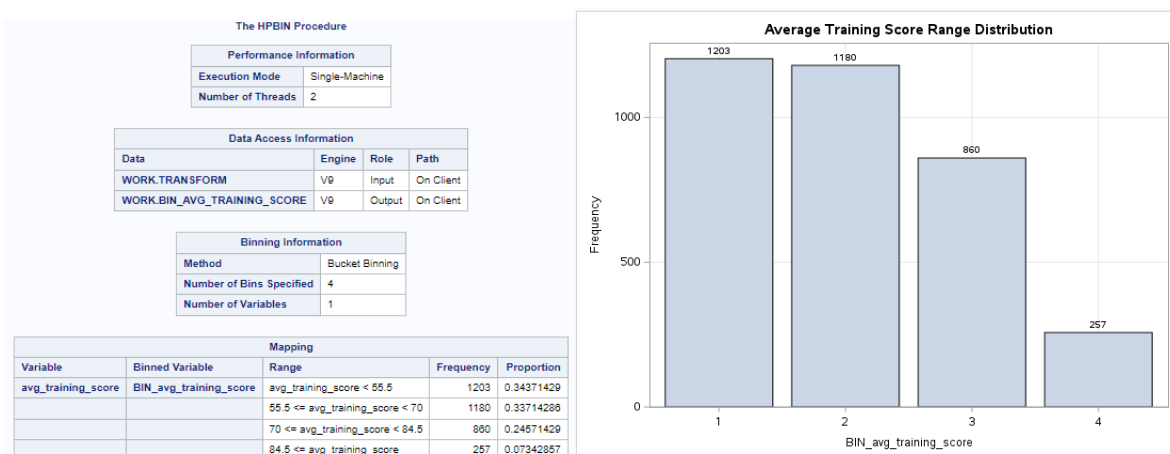 The HPBIN Procedure
Performance Information
Execution Mode Single-Machine
Number of Threads 2
Data Access Information
Data Engine Role Path
WORK.TRANSFORM V9 Input On Client
WORK.BIN_AVG_TRAINING_SCORE V9 Output On Client
Binning Information
Method Bucket Binning
Number of Bins Specified 4
Number of Variables 1
Mapping
Variable Binned Variable Range Frequency Proportion
avg_training_score BIN_avg_training_score avg_training_score < 55.5 1203 0.34371429
55.5 <= avg_training_score < 70 1180 0.33714286
70 <= avg_training_score < 84.5 860 0.24571429
84.5 <= avg_training_score 257 0.07342857
Average Training Score Range Distribution
1203
1180
1000
860
500
257
0
Frequency
1 2 3 4
BIN_avg_training_score